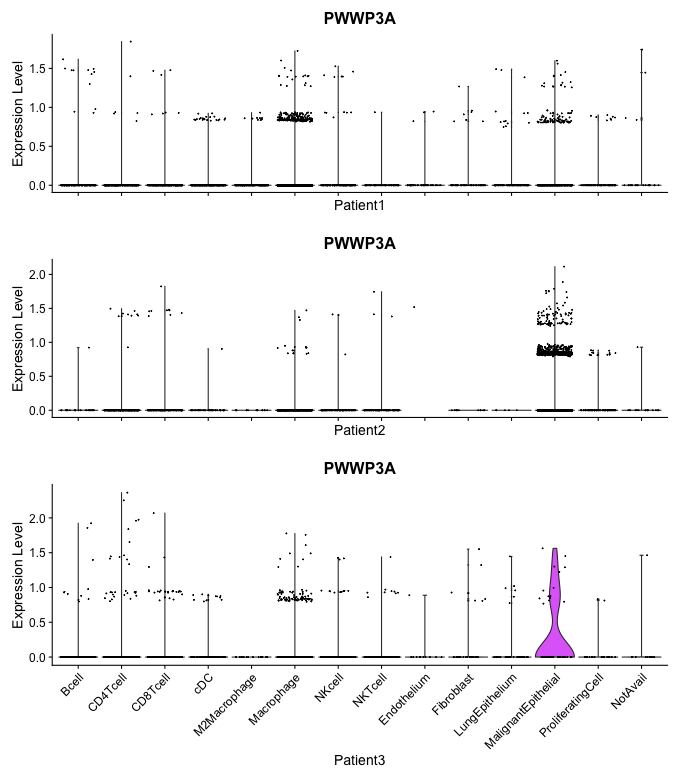 PWWP3A
Expression Level
1.5
1.0
0.5
0.0
Patient1
PWWP3A
Expression Level
2.0
1.5
1.0
0.5
0.0
Patient2
PWWP3A
Expression Level
2.0
1.5
1.0
0.5
0.0
Bcell
CD4Tcell
CD8Tcell
cDC
M2Macrophage
Macrophage
NKcell
NKTcell
Endothelium
Fibroblast
LungEpithelium
MalignantEpithelial
ProliferatingCell
NotAvail
Patient3